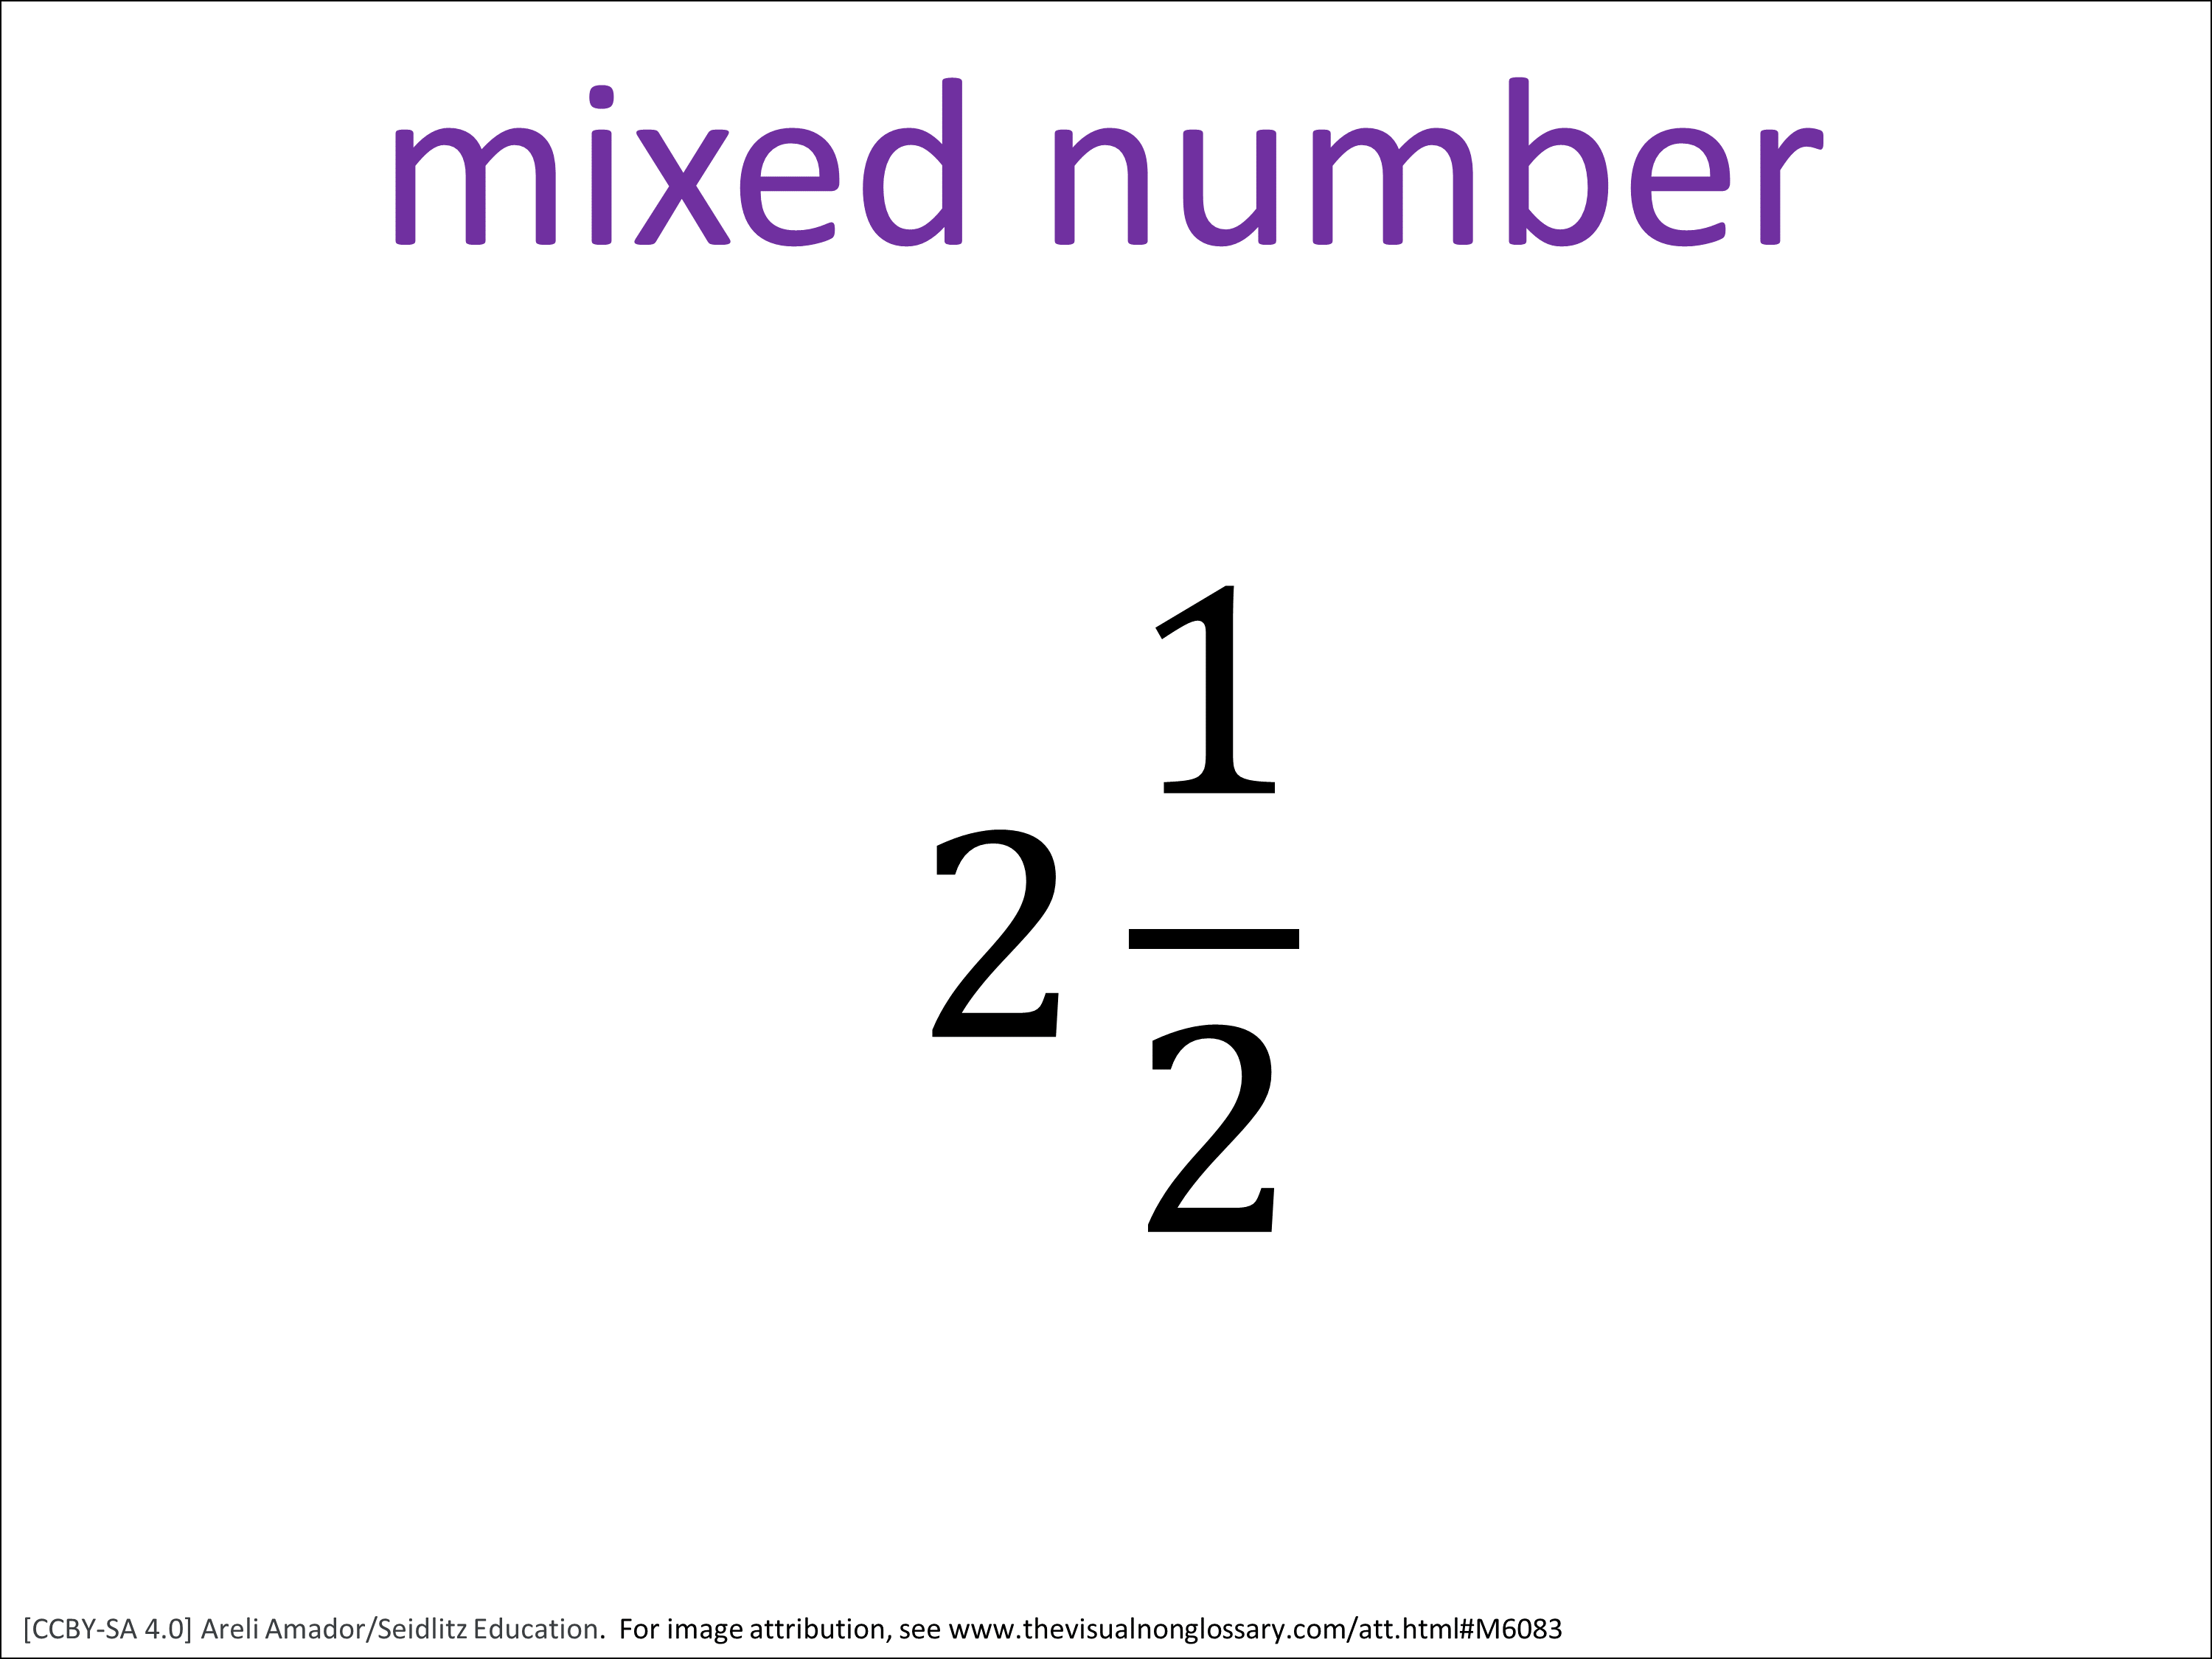 mixed number
2 1/2
[CCBY-SA 4.0] Areli Amador/Seidlitz Education. For image attribution, see www.thevisualnonglossary.com/att.html#M6083